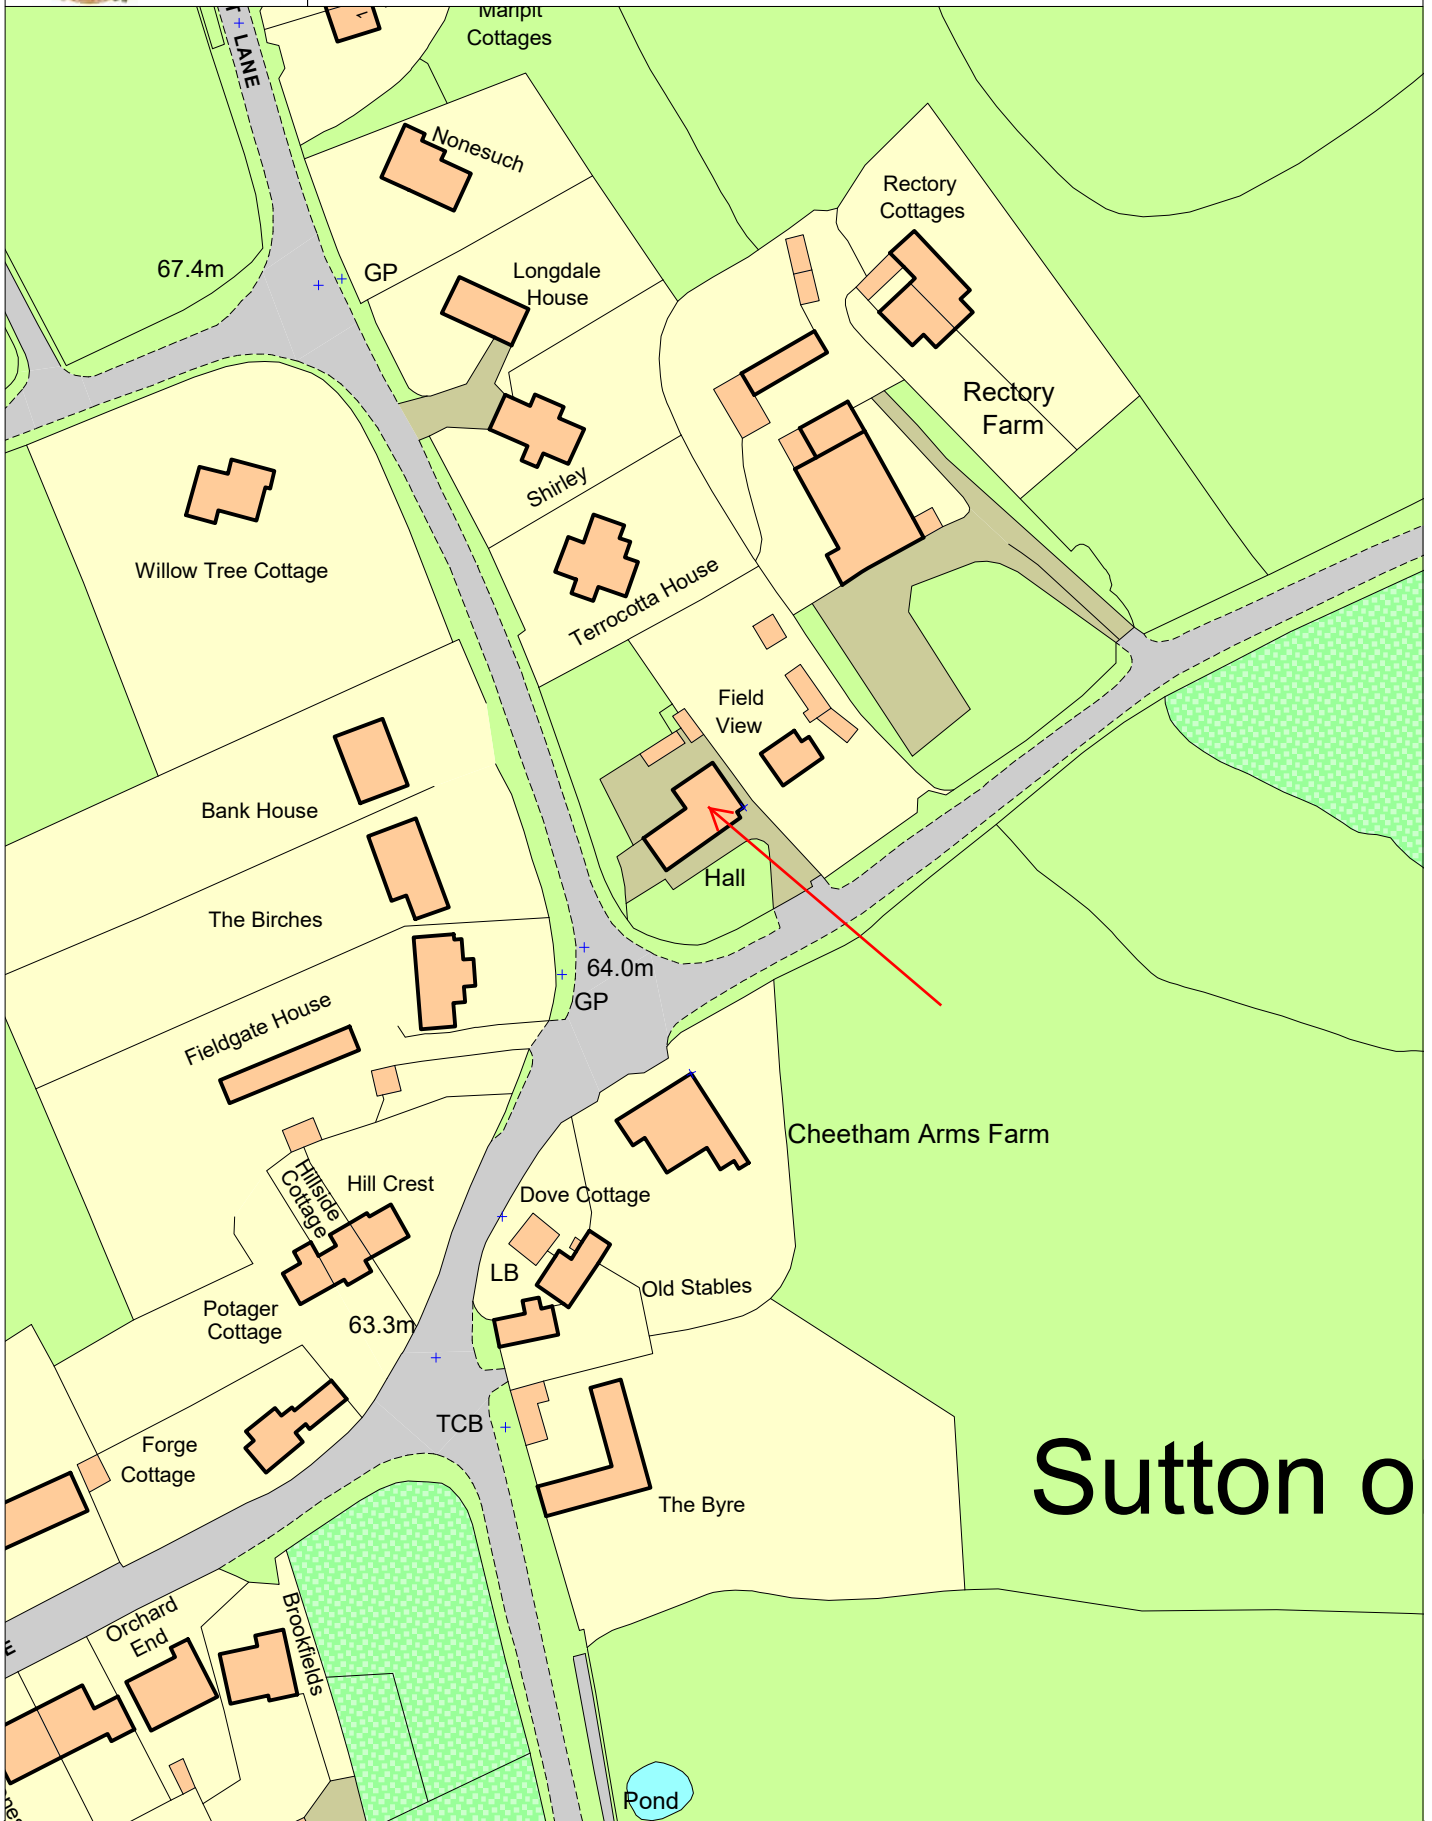 Marlpit
Cottages
LANE
1
Nonesuch
Rectory
Cottages
67.4m
GP
Longdale
House
Rectory
Farm
Shirley
Willow Tree Cottage
Terrocotta House
Field
View
Bank House
Hall
The Birches
64.0m
GP
Fieldgate House
Cheetham Arms Farm
Hillside
Cottage
Hill Crest
Dove Cottage
LB
Old Stables
Potager
Cottage
63.3m
TCB
Forge
Cottage
Sutton o
The Byre
Orchard
End
Brookfields
E
Pond